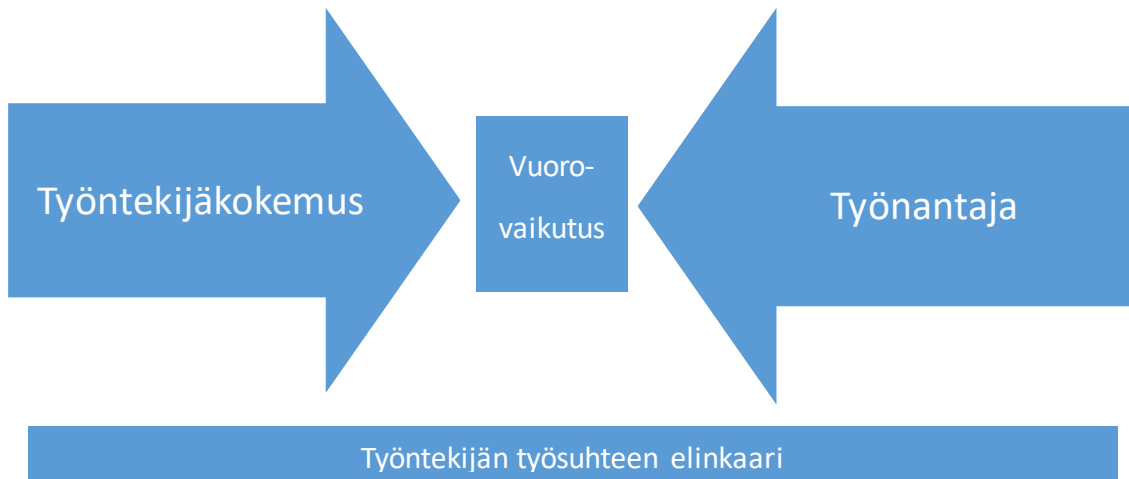 Työntekijäkokemus
Vuoro-
vaikutus
Työnantaja
Työntekijän työsuhteen elinkaari